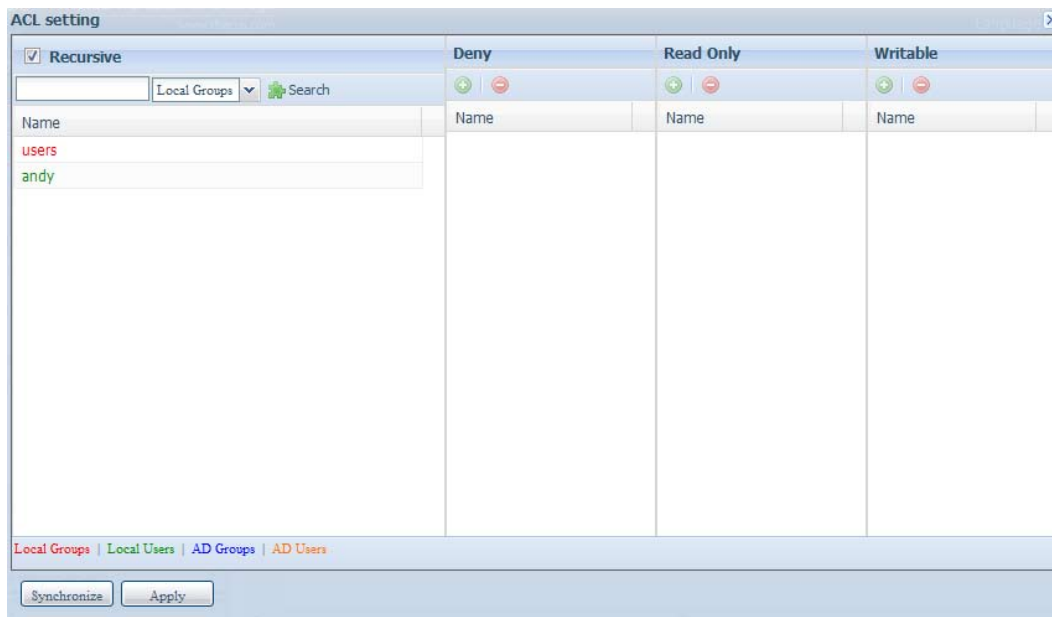 ACL setting
Recursive
Deny
Read Only
Writable
Local Groups
Search
Name
Name
Name
Name
users
andy
Local Groups | Local Users | AD Groups | AD Users
Synchronize
Apply